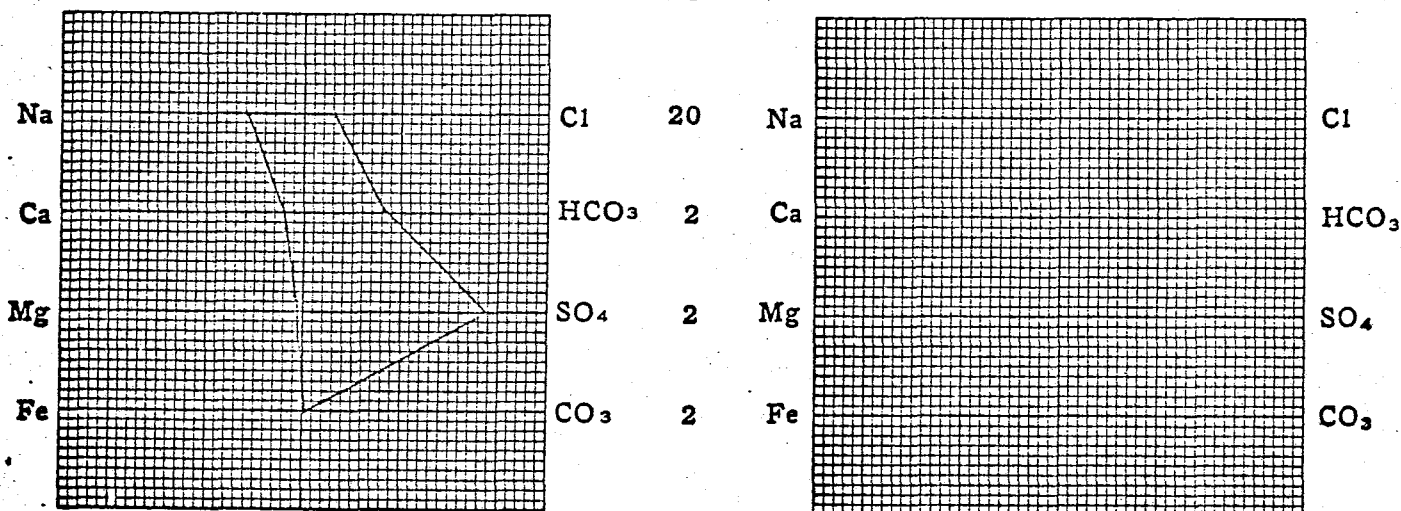 Na Cl 20 Na Cl
Ca HCO₃ 2 Ca HCO₃
Mg SO₄ 2 Mg SO₄
Fe CO₃ 2 Fe CO₃